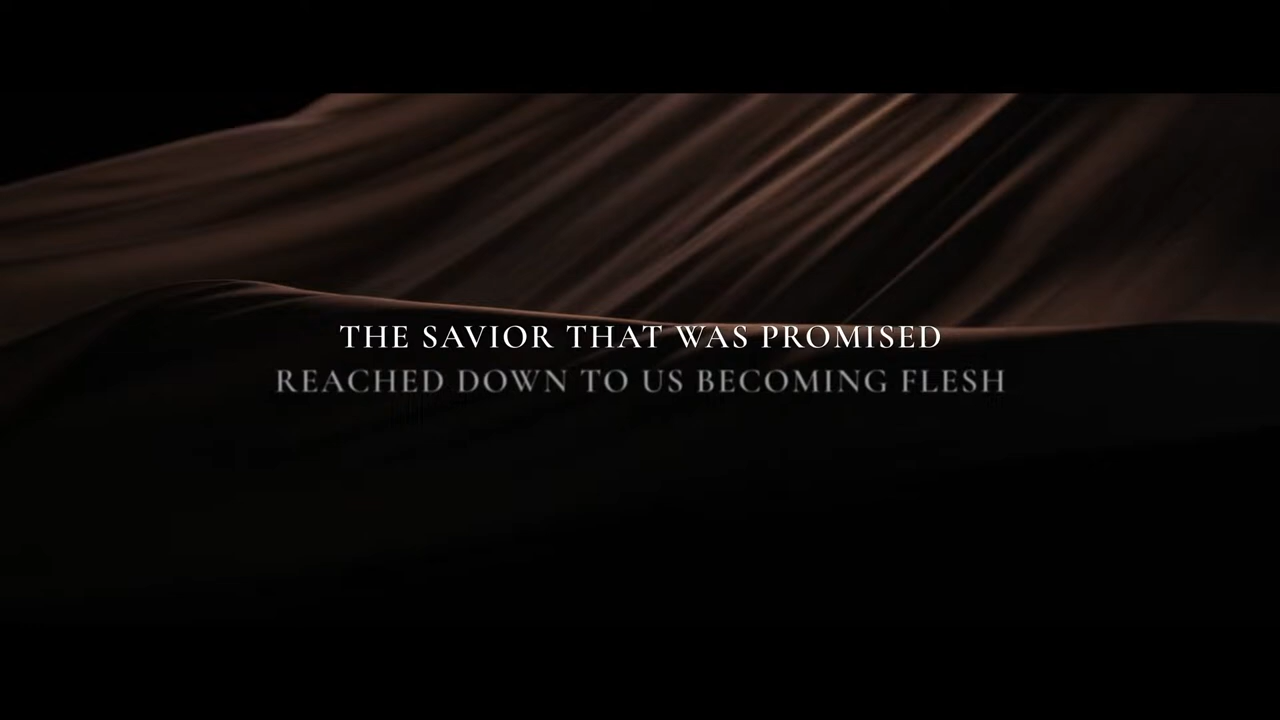 THE SAVIOR THAT WAS PROMISED
REACHED DOWN TO US BECOMING FLESH